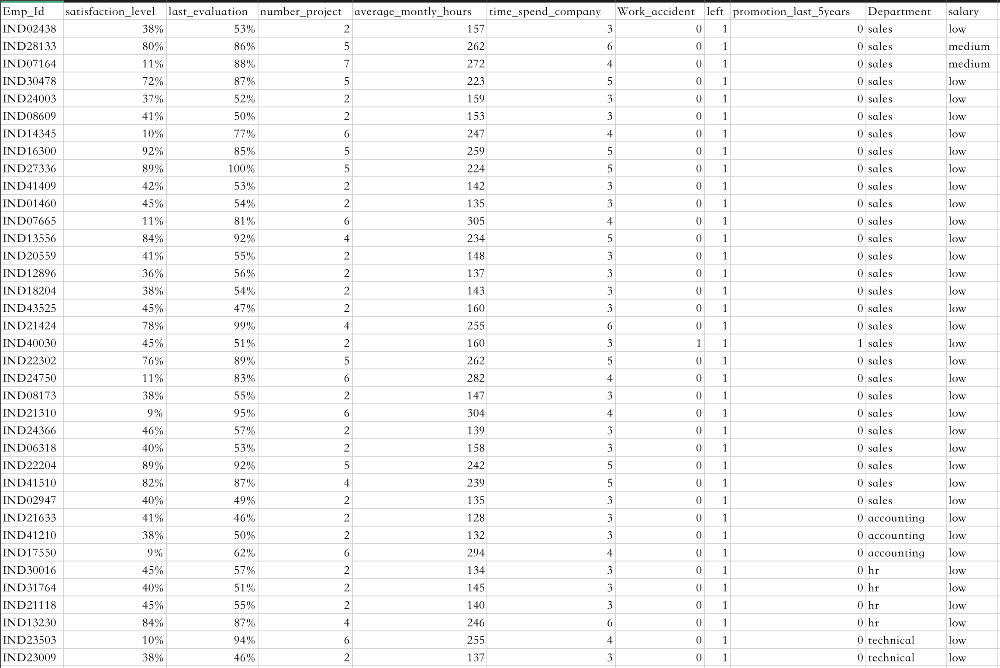 Emp_Id satisfaction_level last_evaluation number_project average_montly_hours time_spend_company Work_accident left promotion_last_5years Department salary
IND02438 38% 53% 2 157 3 0 1 0 sales low
IND28133 80% 86% 5 262 6 0 1 0 sales medium
IND07164 11% 88% 7 272 4 0 1 0 sales medium
IND30478 72% 87% 5 223 5 0 1 0 sales low
IND24003 37% 52% 2 159 3 0 1 0 sales low
IND08609 41% 50% 2 153 3 0 1 0 sales low
IND14345 10% 77% 6 247 4 0 1 0 sales low
IND16300 92% 85% 5 259 5 0 1 0 sales low
IND27336 89% 100% 5 224 5 0 1 0 sales low
IND41409 42% 53% 2 142 3 0 1 0 sales low
IND01460 45% 54% 2 135 3 0 1 0 sales low
IND07665 11% 81% 6 305 4 0 1 0 sales low
IND13556 84% 92% 4 234 5 0 1 0 sales low
IND20559 41% 55% 2 148 3 0 1 0 sales low
IND12896 36% 56% 2 137 3 0 1 0 sales low
IND18204 38% 54% 2 143 3 0 1 0 sales low
IND43525 45% 47% 2 160 3 0 1 0 sales low
IND21424 78% 99% 4 255 6 0 1 0 sales low
IND40030 45% 51% 2 160 3 1 1 1 sales low
IND22302 76% 89% 5 262 5 0 1 0 sales low
IND24750 11% 83% 6 282 4 0 1 0 sales low
IND08173 38% 55% 2 147 3 0 1 0 sales low
IND21310 9% 95% 6 304 4 0 1 0 sales low
IND24366 46% 57% 2 139 3 0 1 0 sales low
IND06318 40% 53% 2 158 3 0 1 0 sales low
IND22204 89% 92% 5 242 5 0 1 0 sales low
IND41510 82% 87% 4 239 5 0 1 0 sales low
IND02947 40% 49% 2 135 3 0 1 0 sales low
IND21633 41% 46% 2 128 3 0 1 0 accounting low
IND41210 38% 50% 2 132 3 0 1 0 accounting low
IND17550 9% 62% 6 294 4 0 1 0 accounting low
IND30016 45% 57% 2 134 3 0 1 0 hr low
IND31764 40% 51% 2 145 3 0 1 0 hr low
IND21118 45% 55% 2 140 3 0 1 0 hr low
IND13230 84% 87% 4 246 6 0 1 0 hr low
IND23503 10% 94% 6 255 4 0 1 0 technical low
IND23009 38% 46% 2 137 3 0 1 0 technical low